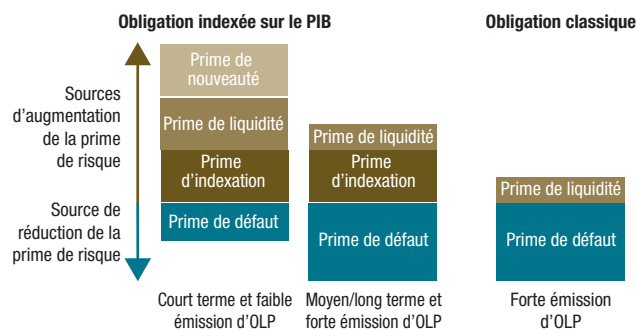 Obligation indexée sur le PIB
Obligation classique
Sources
d'augmentation
de la prime
de risque
Source de
réduction de la
prime de risque
Prime de
nouveauté
Prime de liquidité
Prime
d'indexation
Prime de défaut
Prime de liquidité
Prime
d'indexation
Prime de défaut
Prime de liquidité
Prime de défaut
Court terme et faible
émission d'OLP
Moyen/long terme et
forte émission d'OLP
Forte émission
d'OLP